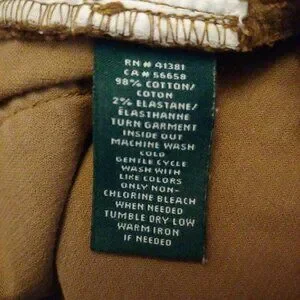 RN # 41381
CA # 56658
98% COTTON/
COTON
2% ELASTANE/
ÉLASTHANNE
TURN GARMENT
INSIDE OUT
MACHINE WASH
COLD
GENTLE CYCLE
WASH WITH
LIKE COLORS
ONLY NON-
CHLORINE BLEACH
WHEN NEEDED
TUMBLE DRY LOW
WARM IRON
IF NEEDED